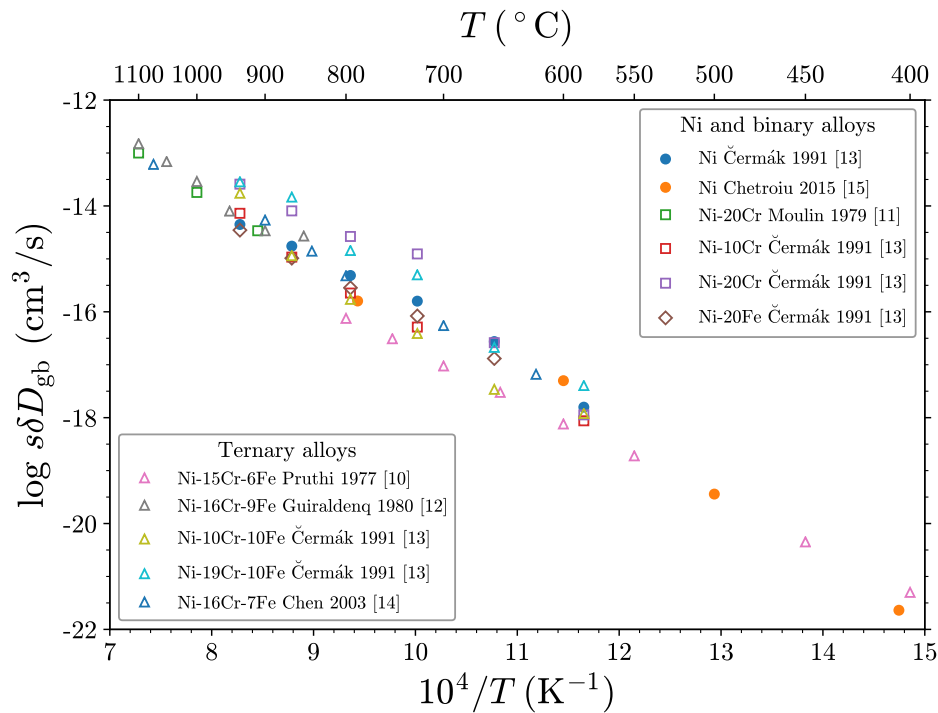 T (°C)
1100 1000 900 800 700 600 550 500 450 400
-12
-14
-16
-18
-20
-22
log sδD_gb (cm³/s)
Ni and binary alloys
Ni Čermák 1991 [13]
Ni Chetroiu 2015 [15]
Ni-20Cr Moulin 1979 [11]
Ni-10Cr Čermák 1991 [13]
Ni-20Cr Čermák 1991 [13]
Ni-20Fe Čermák 1991 [13]
Ternary alloys
Ni-15Cr-6Fe Pruthi 1977 [10]
Ni-16Cr-9Fe Guiraldenq 1980 [12]
Ni-10Cr-10Fe Čermák 1991 [13]
Ni-19Cr-10Fe Čermák 1991 [13]
Ni-16Cr-7Fe Chen 2003 [14]
7 8 9 10 11 12 13 14 15
10⁴/T (K⁻¹)